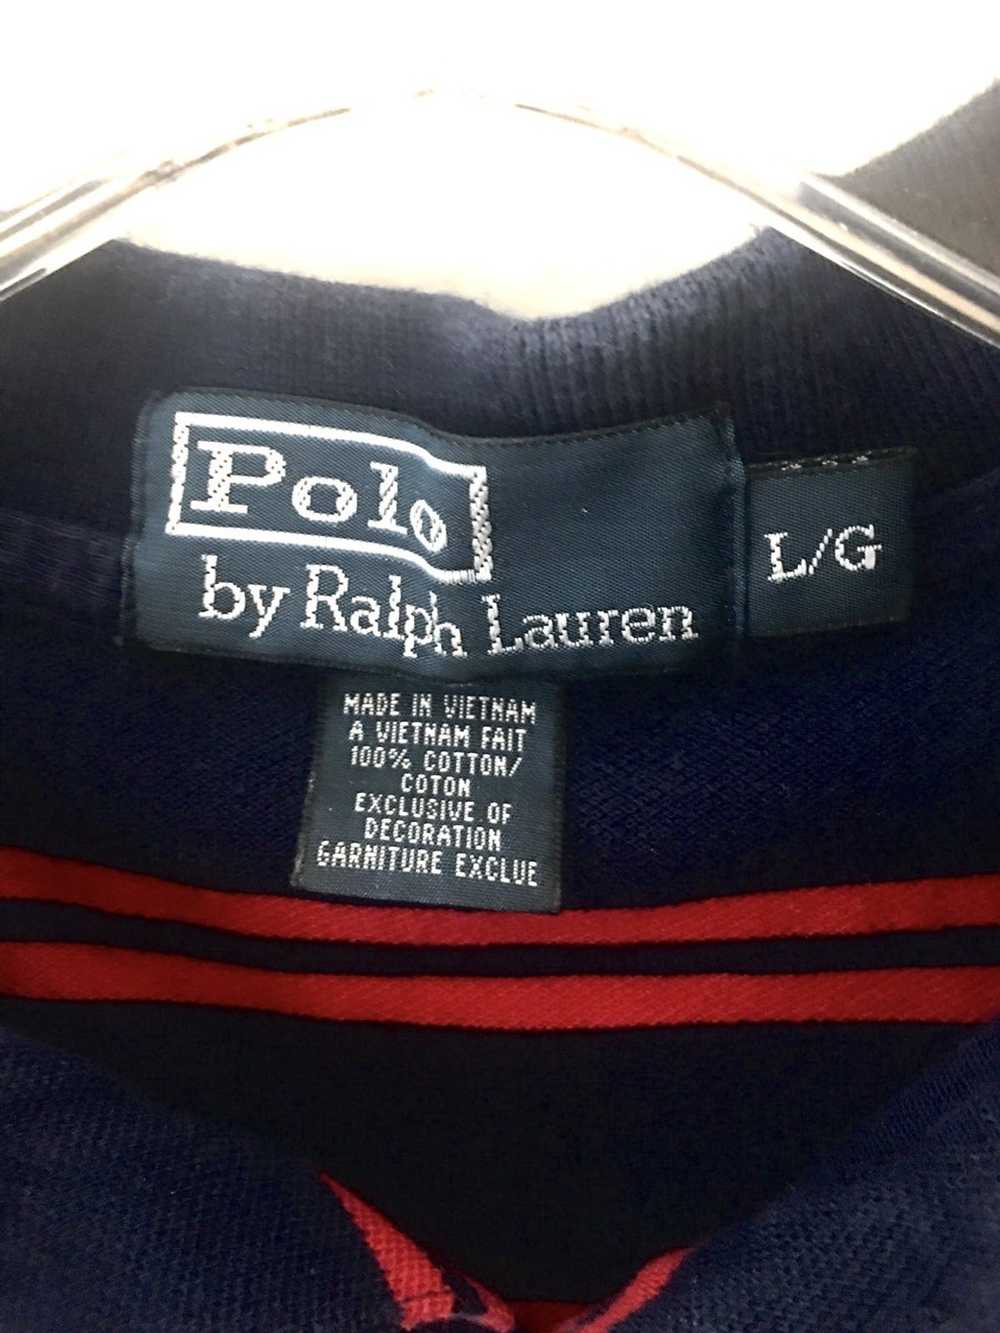 Polo
by Ralph Lauren
L/G
MADE IN VIETNAM
A VIETNAM FAIT
100% COTTON/
COTON
EXCLUSIVE OF
DECORATION
GARNITURE EXCLUE